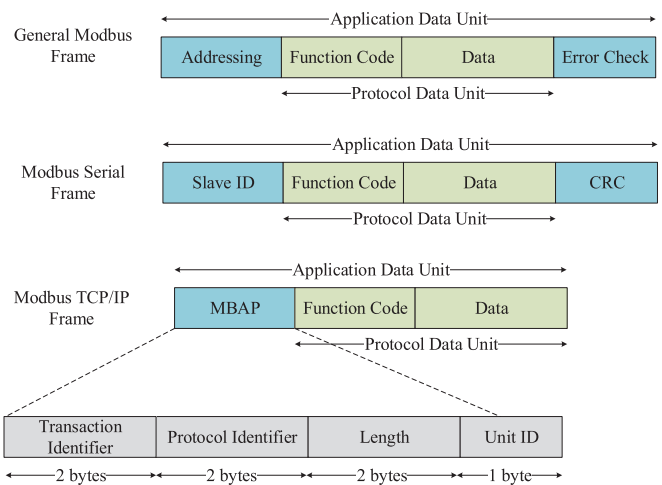 Application Data Unit
General Modbus
Frame
Addressing Function Code Data Error Check
Protocol Data Unit
Application Data Unit
Modbus Serial
Frame
Slave ID Function Code Data CRC
Protocol Data Unit
Application Data Unit
Modbus TCP/IP
Frame
MBAP Function Code Data
Protocol Data Unit
Transaction
Identifier
Protocol Identifier Length Unit ID
2 bytes 2 bytes 2 bytes 1 byte